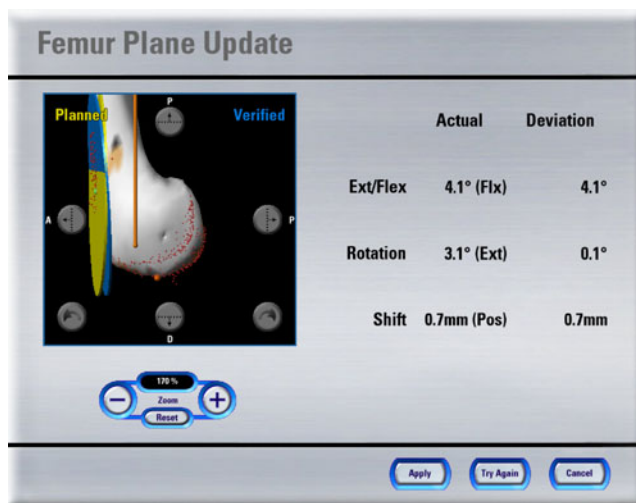 Femur Plane Update
Planned
P
Verified
A
P
D
170 %
Zoom
Reset
Actual Deviation
Ext/Flex 4.1° (Flx) 4.1°
Rotation 3.1° (Ext) 0.1°
Shift 0.7mm (Pos) 0.7mm
Apply Try Again Cancel